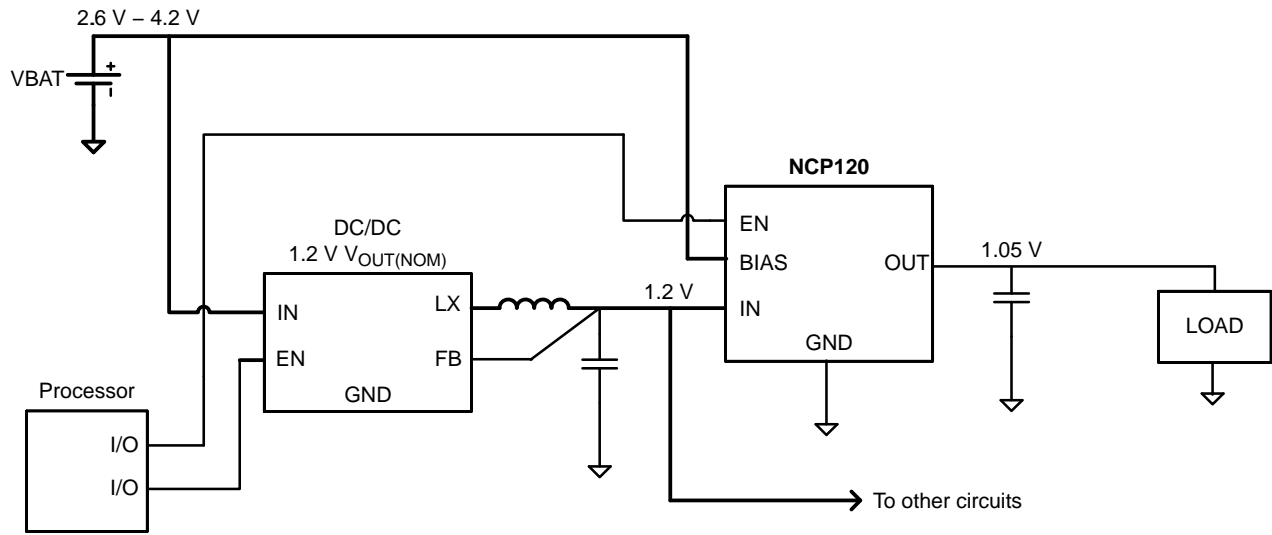 2.6 V – 4.2 V
VBAT
+
NCP120
EN
BIAS
IN
OUT
GND
1.05 V
LOAD
DC/DC
1.2 V VOUT(NOM)
IN
EN
LX
FB
GND
1.2 V
Processor
I/O
I/O
To other circuits